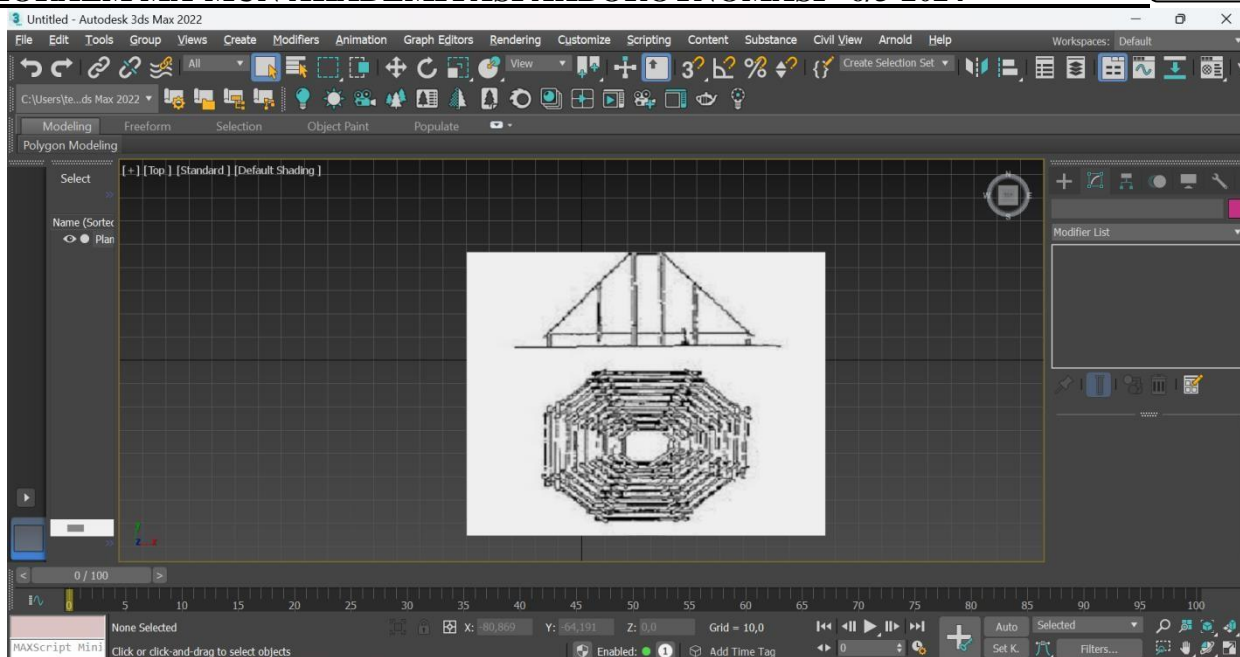 Untitled - Autodesk 3ds Max 2022
File Edit Tools Group Views Create Modifiers Animation Graph Editors Rendering Customize Scripting Content Substance Civil View Arnold Help Workspaces: Default
All View Create Selection Set
C:\Users\te...ds Max 2022
Modeling Freeform Selection Object Paint Populate
Polygon Modeling
[+] [Top ] [Standard ] [Default Shading ]
Select
Name (Sorted
Plan
Modifier List
0 / 100
0 5 10 15 20 25 30 35 40 45 50 55 60 65 70 75 80 85 90 95 100
None Selected X: -80,869 Y: -64,191 Z: 0,0 Grid = 10,0 Auto Selected
MAXScript Mini Click or click-and-drag to select objects Enabled: 1 Add Time Tag 0 Set K. Filters...